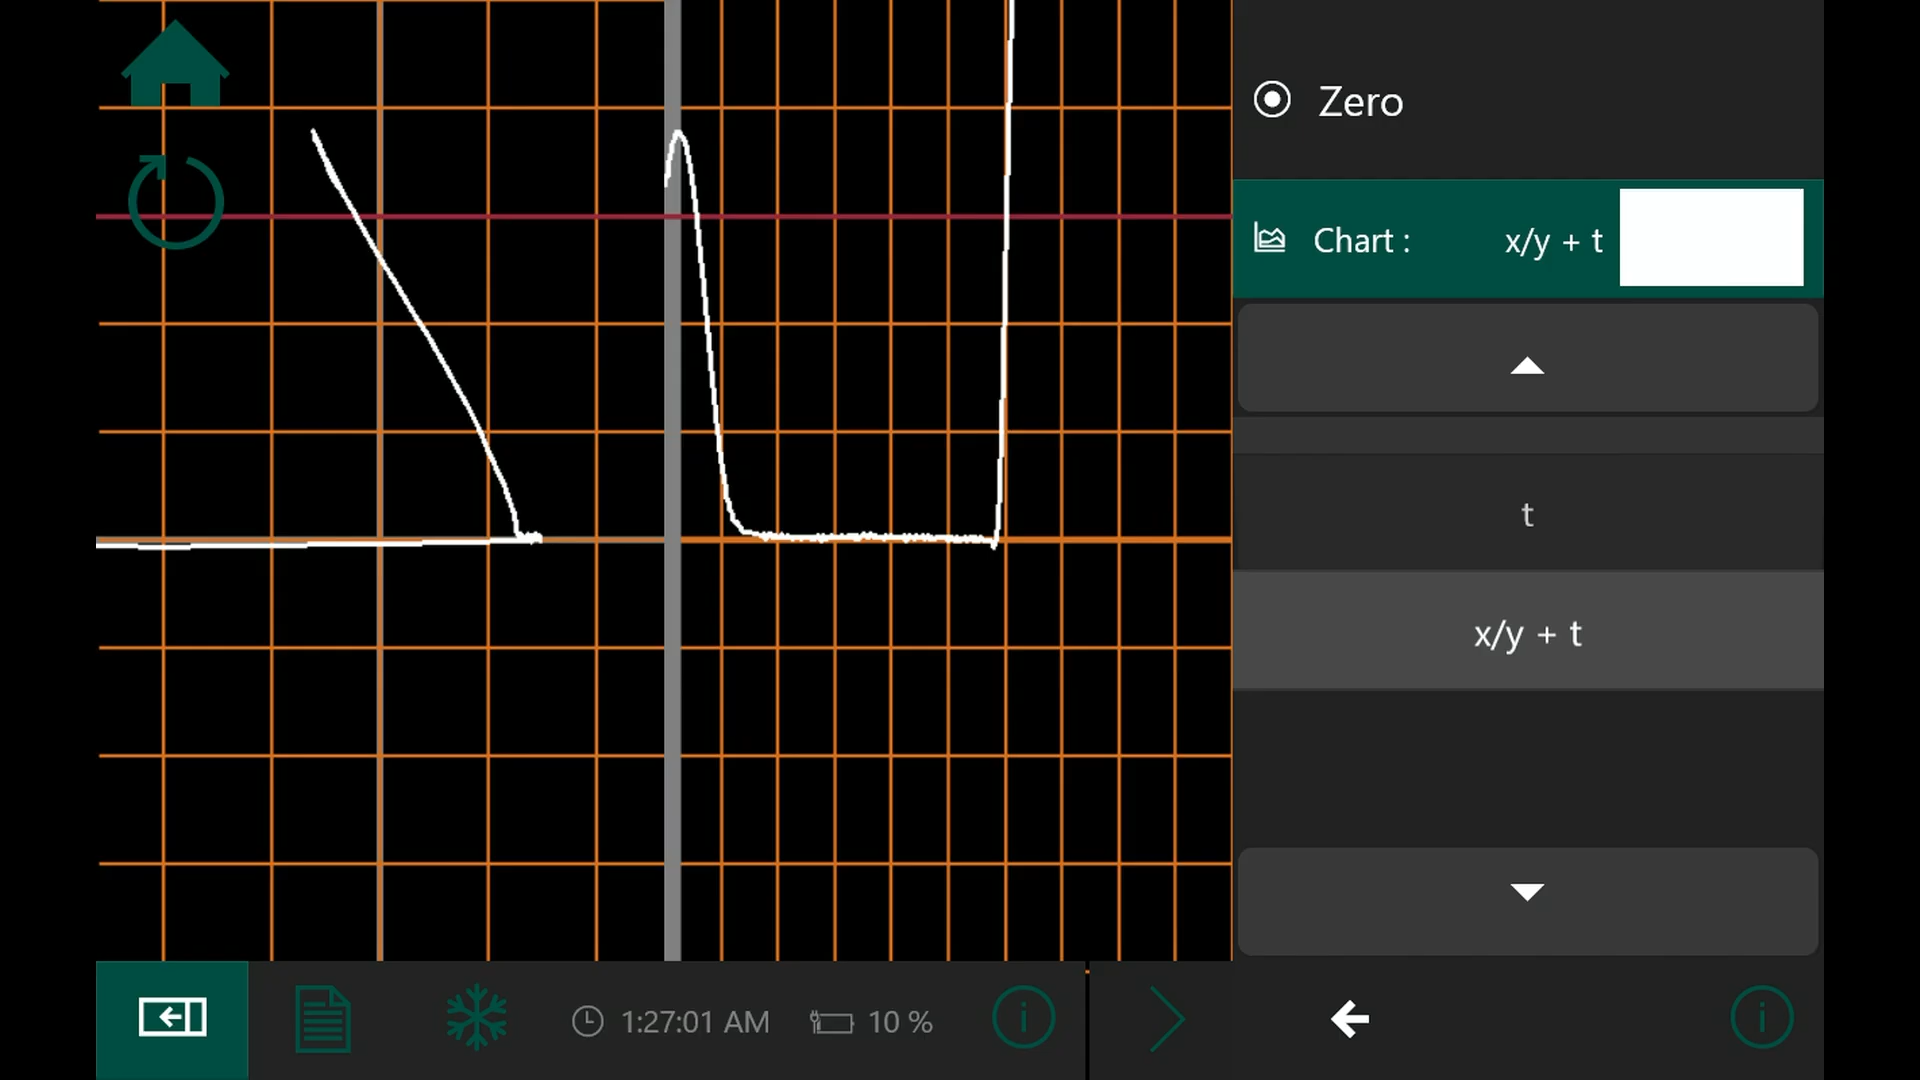 Zero
Chart : x/y + t
t
x/y + t
1:27:01 AM 10 %